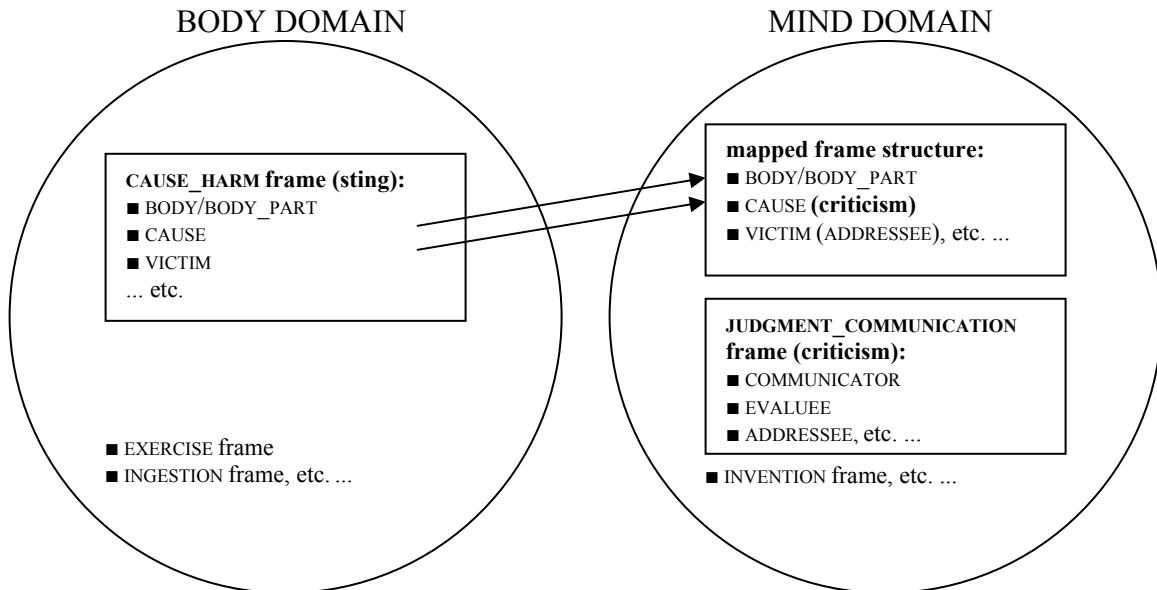 BODY DOMAIN
CAUSE_HARM frame (sting):
■ BODY/BODY_PART
■ CAUSE
■ VICTIM
... etc.
■ EXERCISE frame
■ INGESTION frame, etc. ...
MIND DOMAIN
mapped frame structure:
■ BODY/BODY_PART
■ CAUSE (criticism)
■ VICTIM (ADDRESSEE), etc. ...
JUDGMENT_COMMUNICATION
frame (criticism):
■ COMMUNICATOR
■ EVALUEE
■ ADDRESSEE, etc. ...
■ INVENTION frame, etc. ...